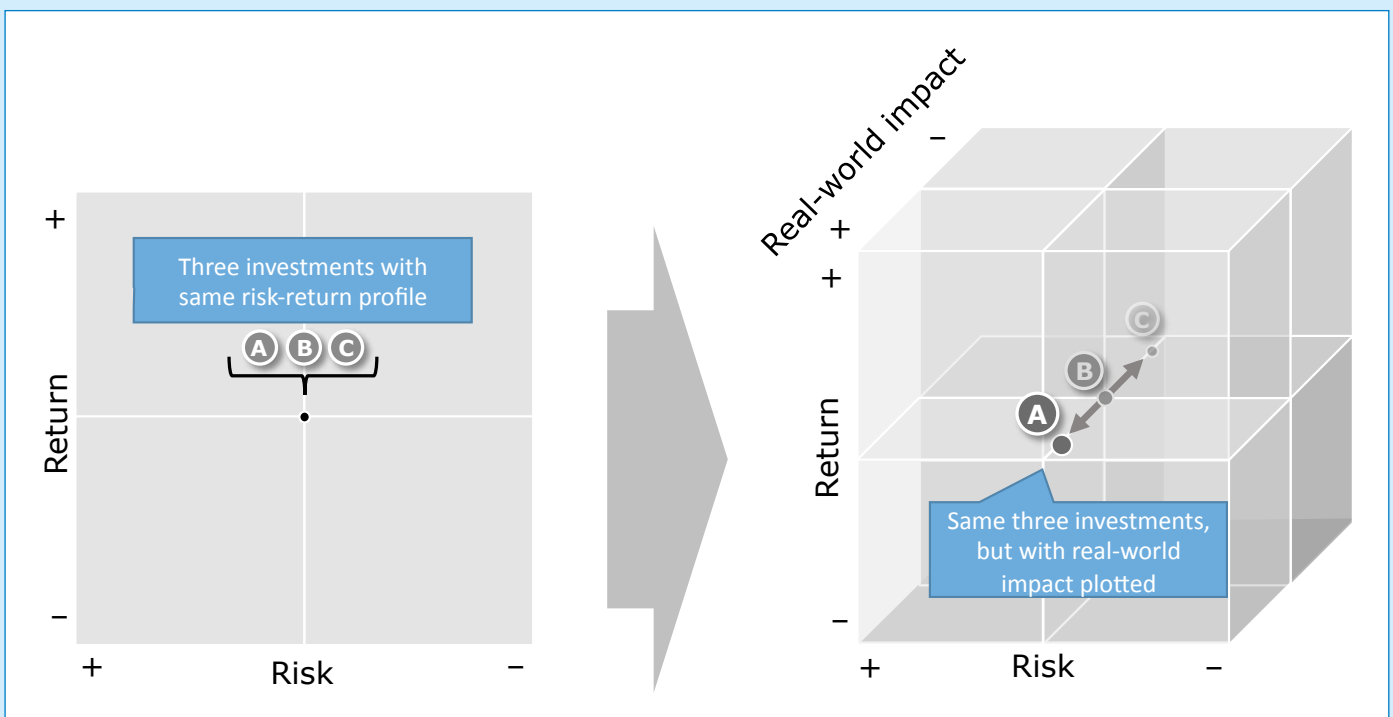 +
Three investments with
same risk-return profile
A B C
Return
–
+
Risk
–
Real-world impact
–
+
+
C
B
A
Return
Same three investments,
but with real-world
impact plotted
–
+
Risk
–